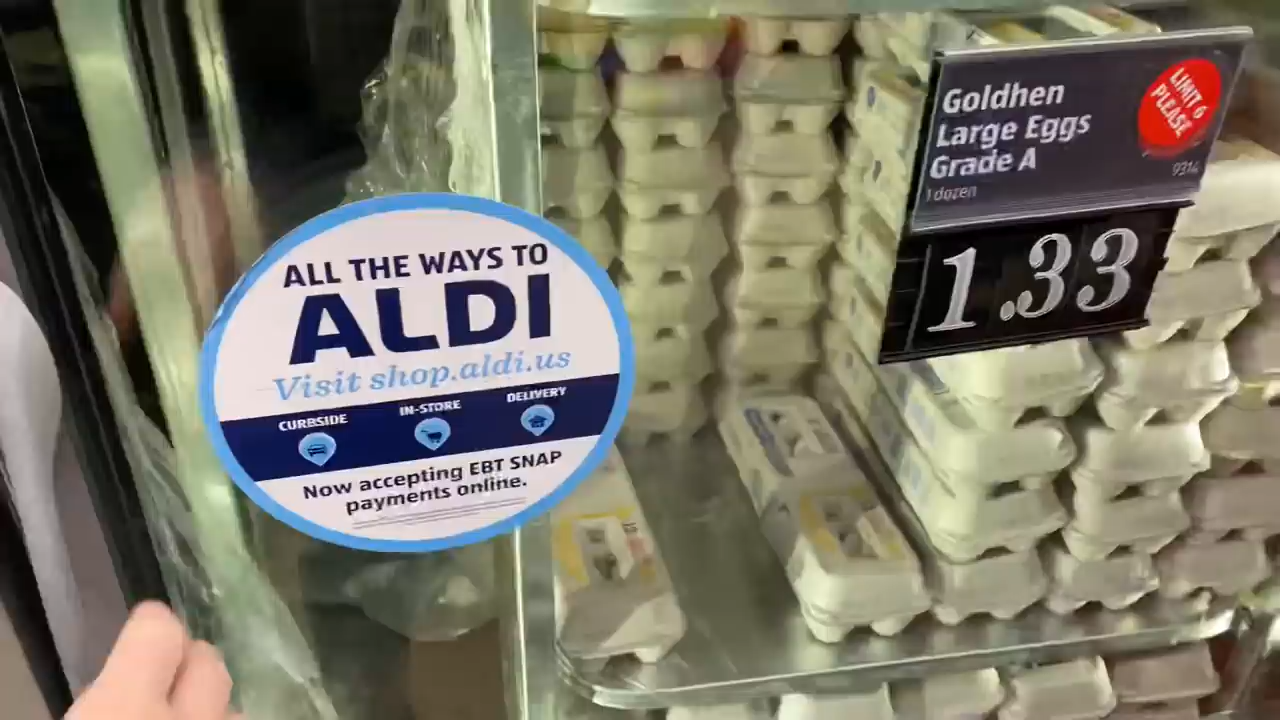 ALL THE WAYS TO
ALDI
Visit shop.aldi.us
CURBSIDE
IN-STORE
DELIVERY
Now accepting EBT SNAP
payments online.
Goldhen
Large Eggs
Grade A
1 dozen
LIMIT 6
PLEASE
9314
1.33